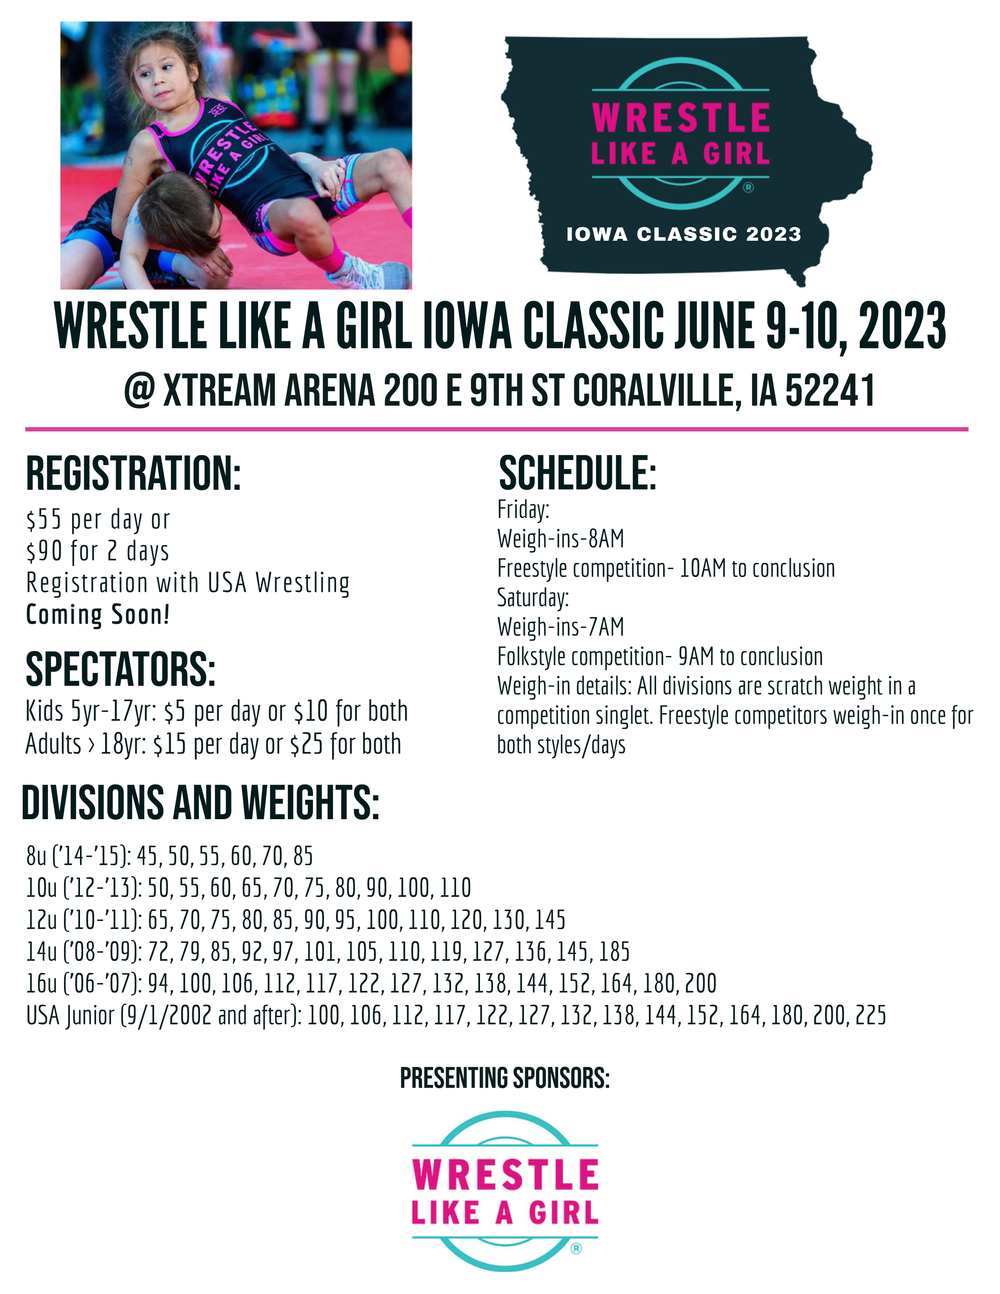 WRESTLE
LIKE A GIRL
WRESTLE
LIKE A GIRL
®
IOWA CLASSIC 2023
WRESTLE LIKE A GIRL IOWA CLASSIC JUNE 9-10, 2023
@ XTREAM ARENA 200 E 9TH ST CORALVILLE, IA 52241
REGISTRATION:
$55 per day or
$90 for 2 days
Registration with USA Wrestling
Coming Soon!
SPECTATORS:
Kids 5yr-17yr: $5 per day or $10 for both
Adults > 18yr: $15 per day or $25 for both
SCHEDULE:
Friday:
Weigh-ins-8AM
Freestyle competition- 10AM to conclusion
Saturday:
Weigh-ins-7AM
Folkstyle competition- 9AM to conclusion
Weigh-in details: All divisions are scratch weight in a
competition singlet. Freestyle competitors weigh-in once for
both styles/days
DIVISIONS AND WEIGHTS:
8u ('14-'15): 45, 50, 55, 60, 70, 85
10u ('12-'13): 50, 55, 60, 65, 70, 75, 80, 90, 100, 110
12u ('10-'11): 65, 70, 75, 80, 85, 90, 95, 100, 110, 120, 130, 145
14u ('08-'09): 72, 79, 85, 92, 97, 101, 105, 110, 119, 127, 136, 145, 185
16u ('06-'07): 94, 100, 106, 112, 117, 122, 127, 132, 138, 144, 152, 164, 180, 200
USA Junior (9/1/2002 and after): 100, 106, 112, 117, 122, 127, 132, 138, 144, 152, 164, 180, 200, 225
PRESENTING SPONSORS:
WRESTLE
LIKE A GIRL
®